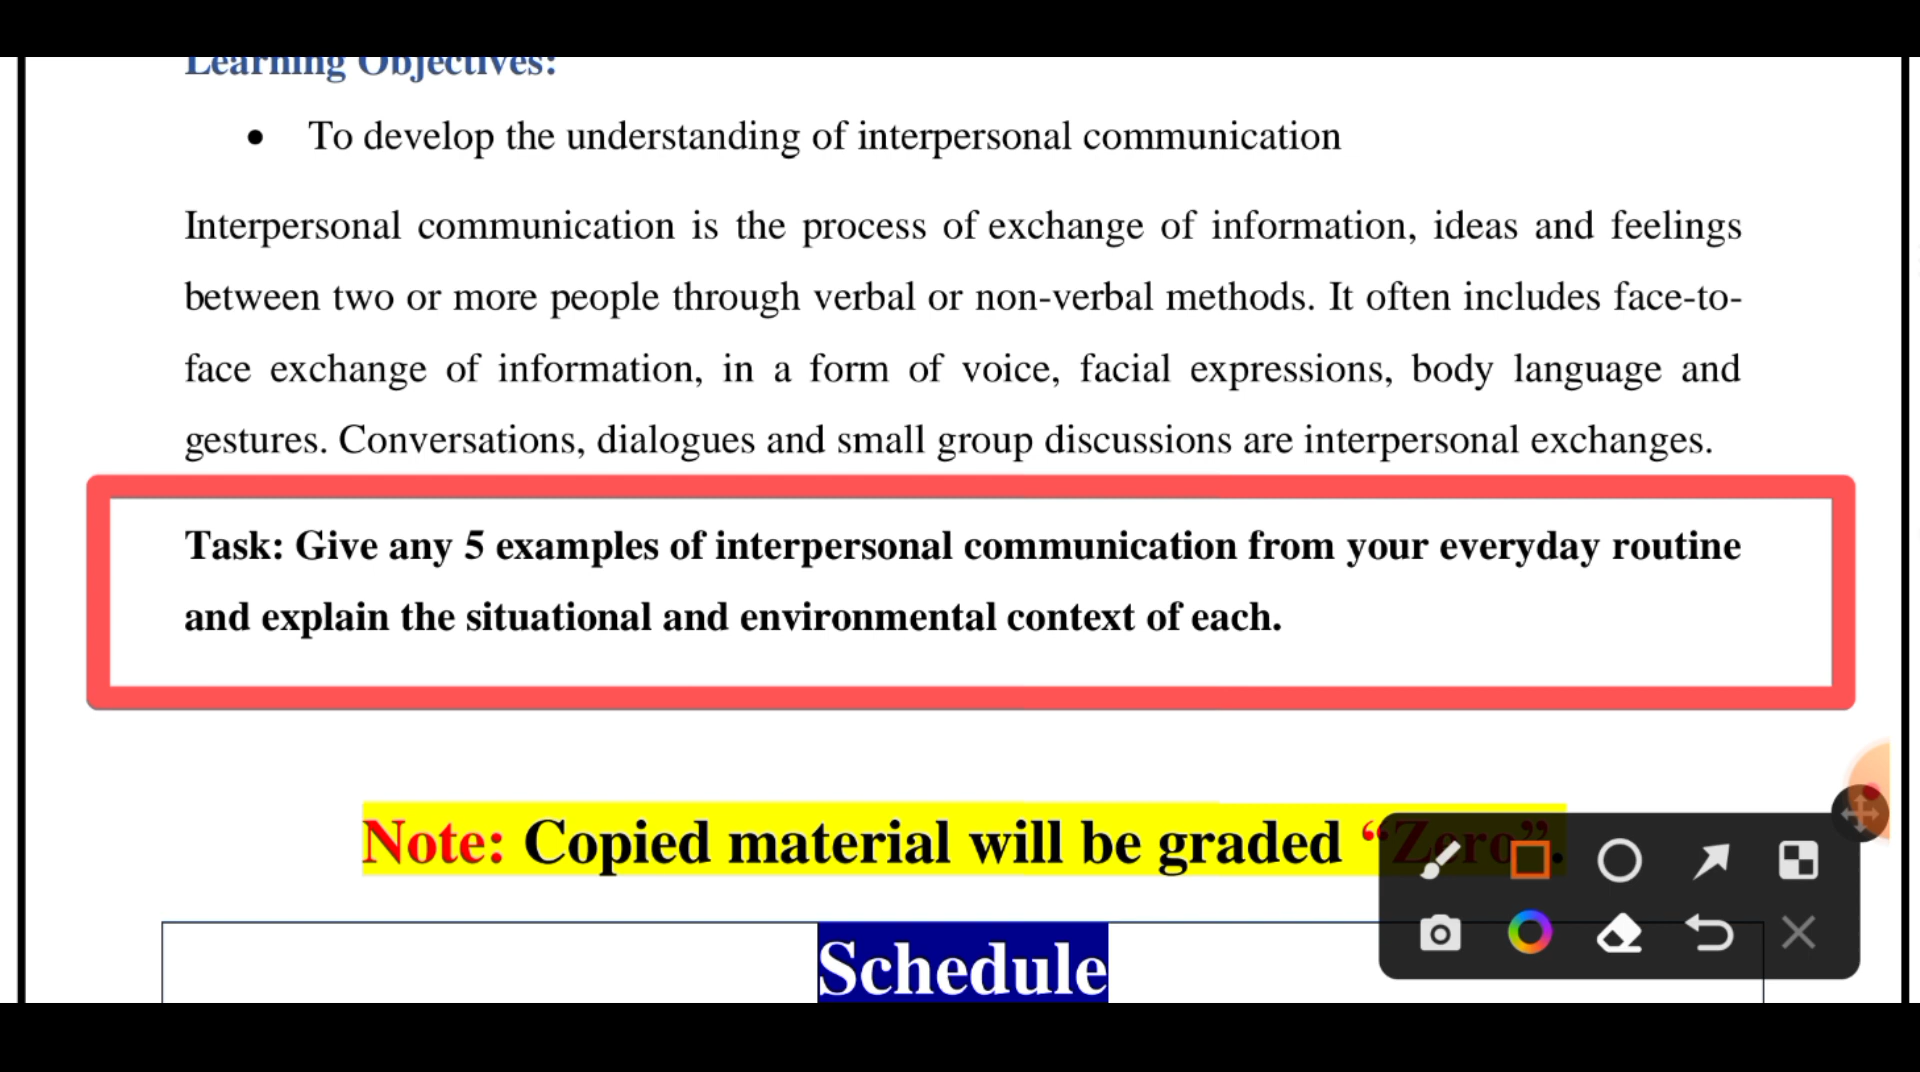 Learning Objectives:
• To develop the understanding of interpersonal communication
Interpersonal communication is the process of exchange of information, ideas and feelings
between two or more people through verbal or non-verbal methods. It often includes face-to-
face exchange of information, in a form of voice, facial expressions, body language and
gestures. Conversations, dialogues and small group discussions are interpersonal exchanges.
Task: Give any 5 examples of interpersonal communication from your everyday routine
and explain the situational and environmental context of each.
Note: Copied material will be graded “Zero”.
Schedule